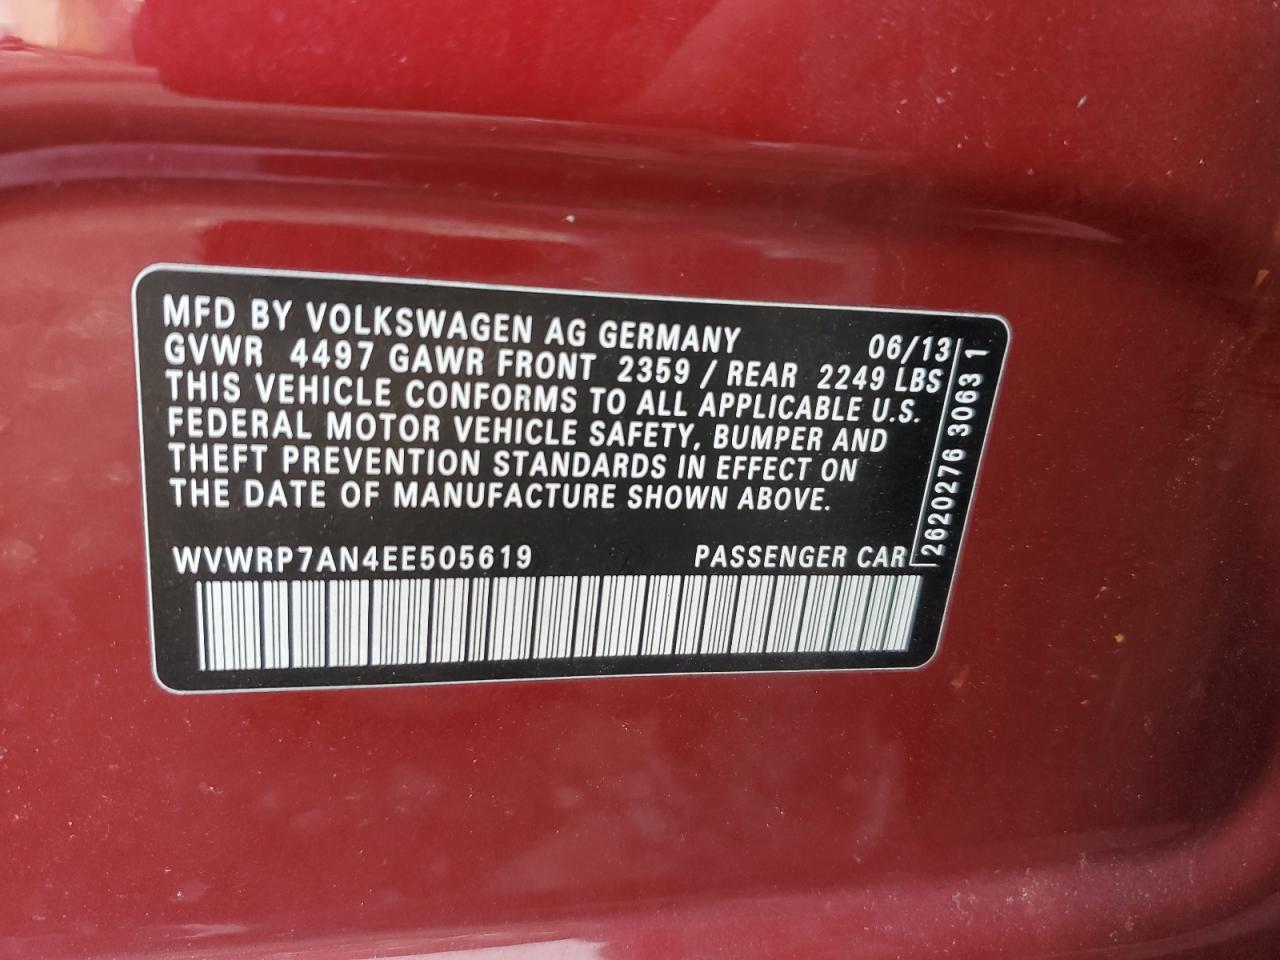 MFD BY VOLKSWAGEN AG GERMANY 06/13
GVWR 4497 GAWR FRONT 2359 / REAR 2249 LBS
THIS VEHICLE CONFORMS TO ALL APPLICABLE U.S.
FEDERAL MOTOR VEHICLE SAFETY, BUMPER AND
THEFT PREVENTION STANDARDS IN EFFECT ON
THE DATE OF MANUFACTURE SHOWN ABOVE.
WVWRP7AN4EE505619 PASSENGER CAR
2620276 3063 1